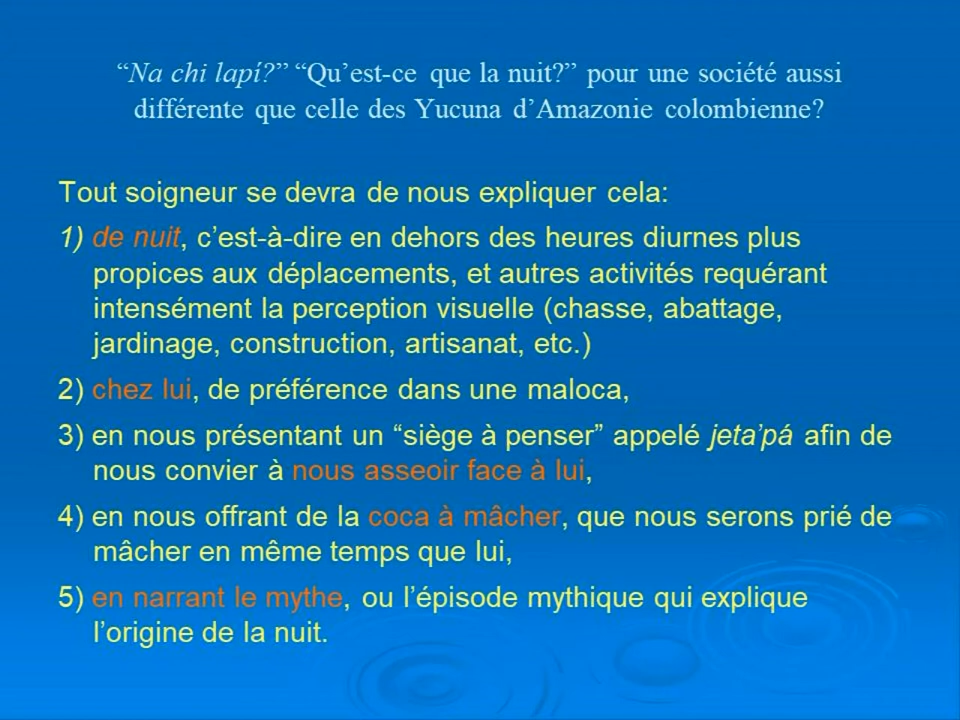 “Na chi lapí?” “Qu’est-ce que la nuit?” pour une société aussi
différente que celle des Yucuna d’Amazonie colombienne?
Tout soigneur se devra de nous expliquer cela:
1) de nuit, c’est-à-dire en dehors des heures diurnes plus
propices aux déplacements, et autres activités requérant
intensément la perception visuelle (chasse, abattage,
jardinage, construction, artisanat, etc.)
2) chez lui, de préférence dans une maloca,
3) en nous présentant un “siège à penser” appelé jeta’pá afin de
nous convier à nous asseoir face à lui,
4) en nous offrant de la coca à mâcher, que nous serons prié de
mâcher en même temps que lui,
5) en narrant le mythe, ou l’épisode mythique qui explique
l’origine de la nuit.